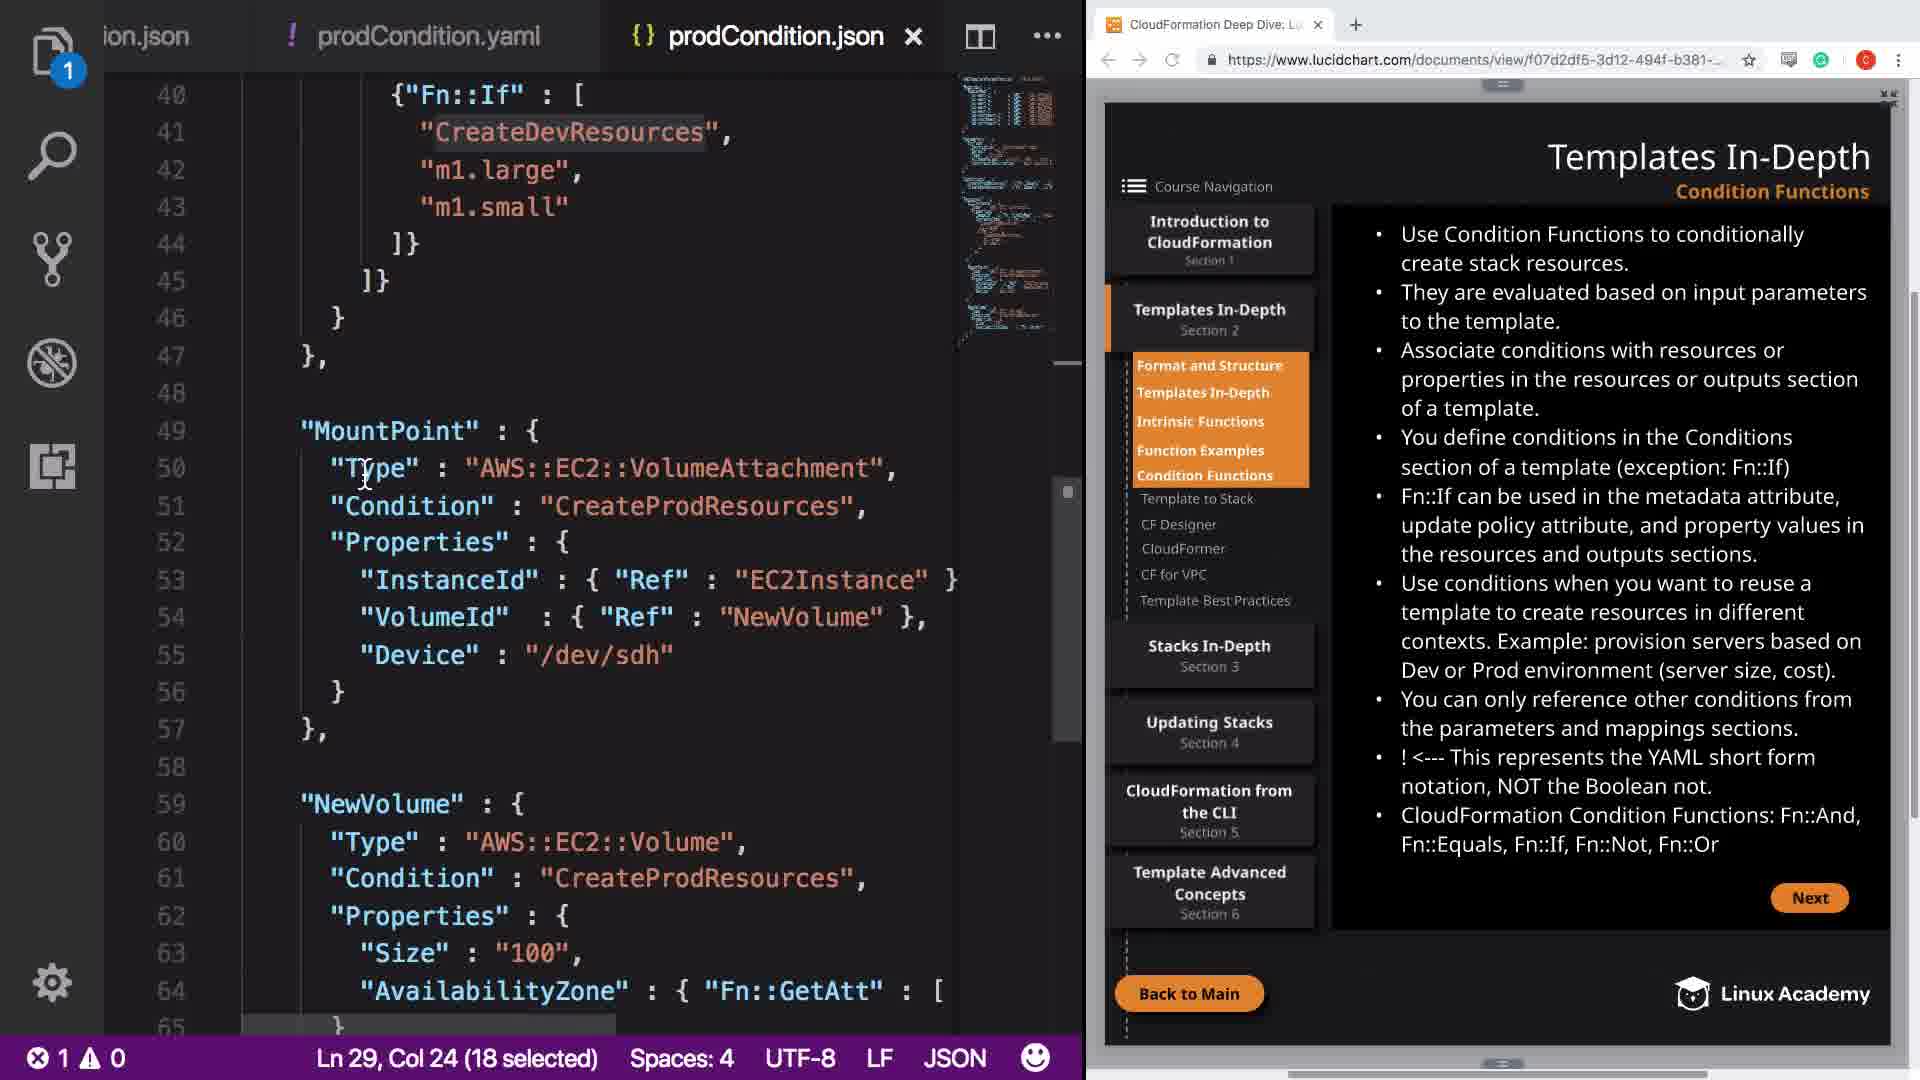 ion.json
! prodCondition.yaml
{} prodCondition.json
1
40 {"Fn::If" : [
41 "CreateDevResources",
42 "m1.large",
43 "m1.small"
44 ]}
45 ]}
46 }
47 },
48
49 "MountPoint" : {
50 "Type" : "AWS::EC2::VolumeAttachment",
51 "Condition" : "CreateProdResources",
52 "Properties" : {
53 "InstanceId" : { "Ref" : "EC2Instance" }
54 "VolumeId"  : { "Ref" : "NewVolume" },
55 "Device" : "/dev/sdh"
56 }
57 },
58
59 "NewVolume" : {
60 "Type" : "AWS::EC2::Volume",
61 "Condition" : "CreateProdResources",
62 "Properties" : {
63 "Size" : "100",
64 "AvailabilityZone" : { "Fn::GetAtt" : [
65 }
1 0
Ln 29, Col 24 (18 selected)
Spaces: 4
UTF-8
LF
JSON
CloudFormation Deep Dive: Lu
https://www.lucidchart.com/documents/view/f07d2df5-3d12-494f-b381-...
C
Templates In-Depth
Condition Functions
Course Navigation
Introduction to
CloudFormation
Section 1
Templates In-Depth
Section 2
Format and Structure
Templates In-Depth
Intrinsic Functions
Function Examples
Condition Functions
Template to Stack
CF Designer
CloudFormer
CF for VPC
Template Best Practices
Stacks In-Depth
Section 3
Updating Stacks
Section 4
CloudFormation from
the CLI
Section 5
Template Advanced
Concepts
Section 6
Back to Main
• Use Condition Functions to conditionally
create stack resources.
• They are evaluated based on input parameters
to the template.
• Associate conditions with resources or
properties in the resources or outputs section
of a template.
• You define conditions in the Conditions
section of a template (exception: Fn::If)
• Fn::If can be used in the metadata attribute,
update policy attribute, and property values in
the resources and outputs sections.
• Use conditions when you want to reuse a
template to create resources in different
contexts. Example: provision servers based on
Dev or Prod environment (server size, cost).
• You can only reference other conditions from
the parameters and mappings sections.
• ! <--- This represents the YAML short form
notation, NOT the Boolean not.
• CloudFormation Condition Functions: Fn::And,
Fn::Equals, Fn::If, Fn::Not, Fn::Or
Next
Linux Academy